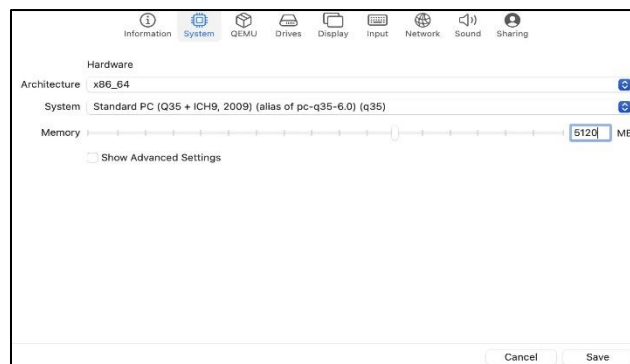 Information System QEMU Drives Display Input Network Sound Sharing
Hardware
Architecture x86_64
System Standard PC (Q35 + ICH9, 2009) (alias of pc-q35-6.0) (q35)
Memory 5120 MB
Show Advanced Settings
Cancel Save